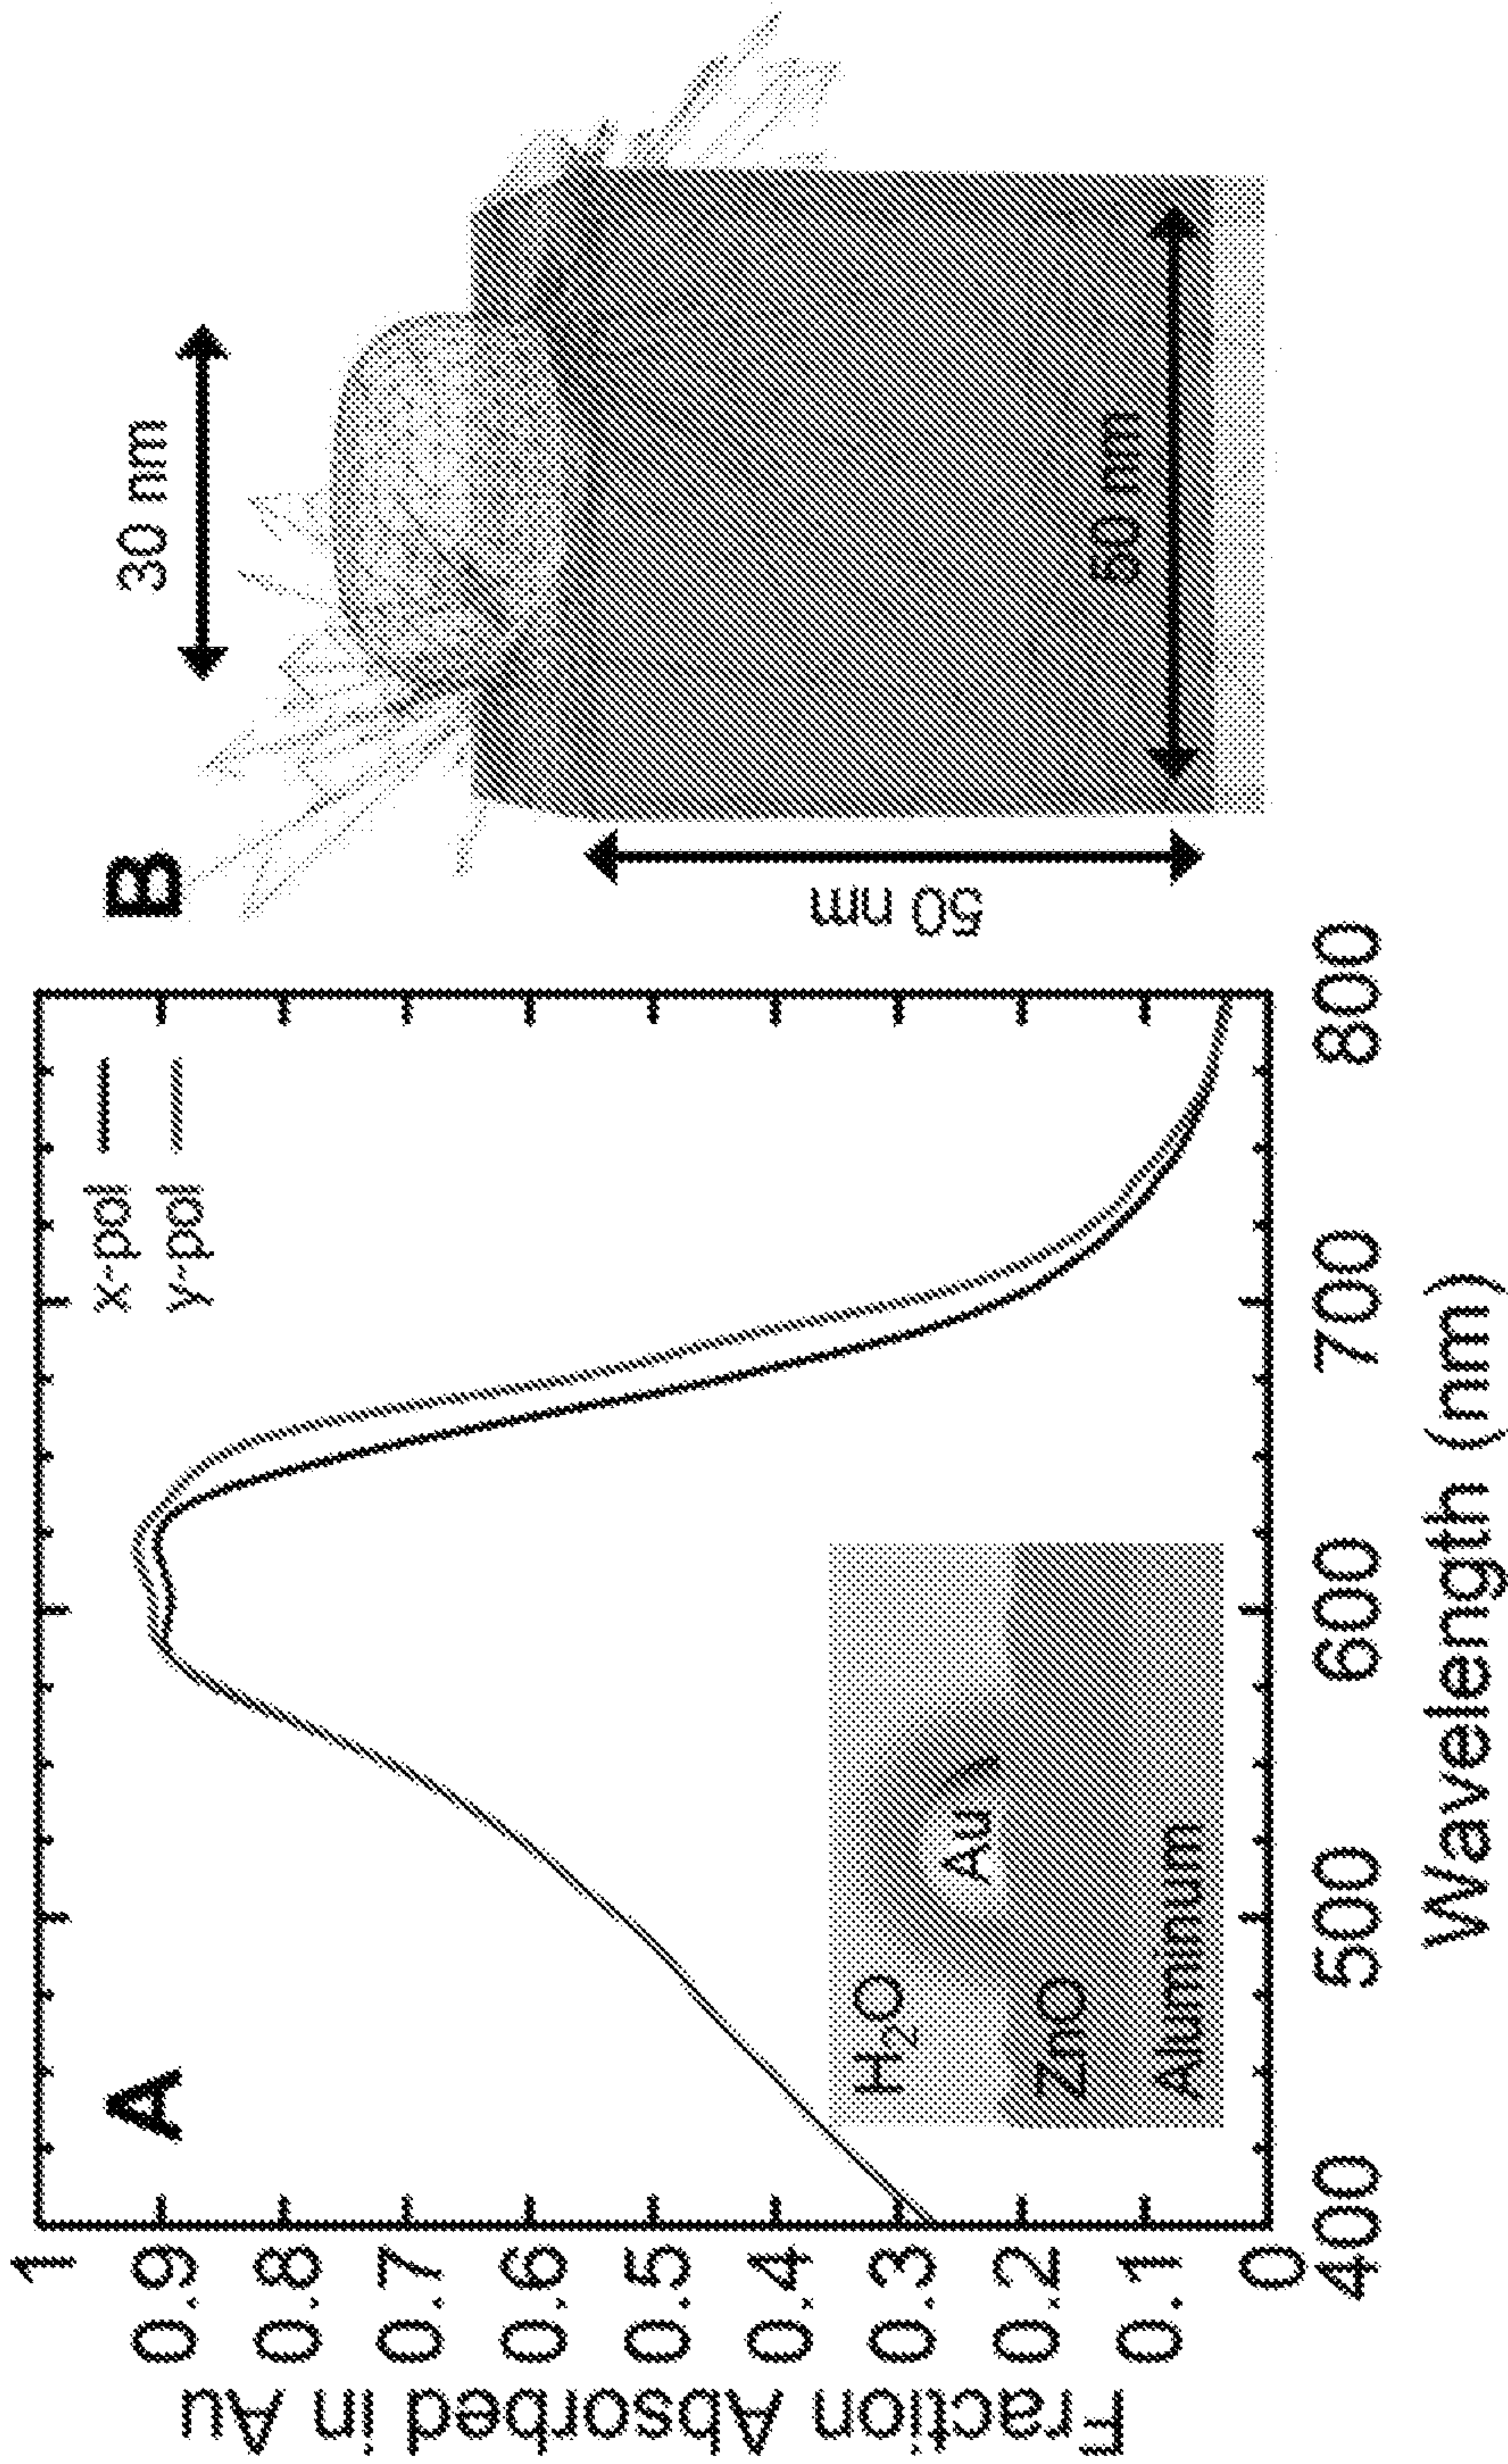 A
x-pol
y-pol
Fraction Absorbed in Au
1
0.9
0.8
0.7
0.6
0.5
0.4
0.3
0.2
0.1
0
400
500
600
700
800
Wavelength (nm)
H₂O
Au
ZnO
Aluminum
B
30 nm
50 nm
50 nm